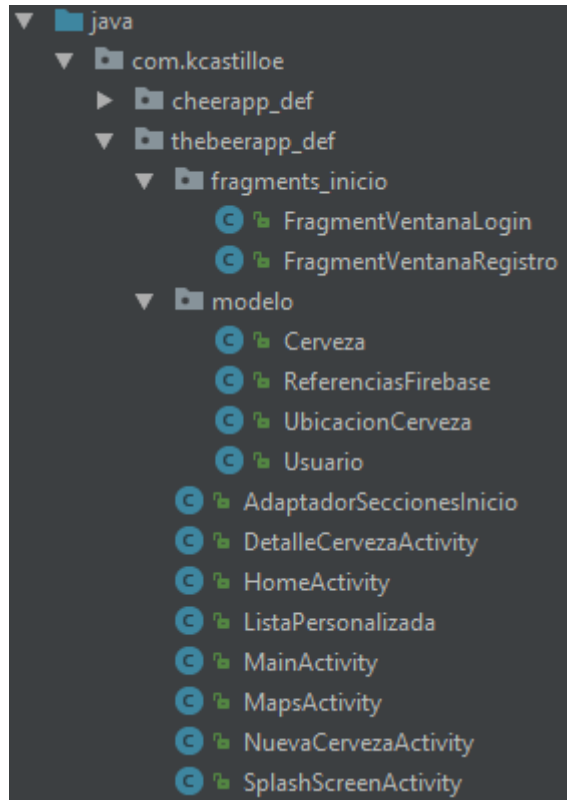 java
com.kcastilloe
cheerapp_def
thebeerapp_def
fragments_inicio
FragmentVentanaLogin
FragmentVentanaRegistro
modelo
Cerveza
ReferenciasFirebase
UbicacionCerveza
Usuario
AdaptadorSeccionesInicio
DetalleCervezaActivity
HomeActivity
ListaPersonalizada
MainActivity
MapsActivity
NuevaCervezaActivity
SplashScreenActivity